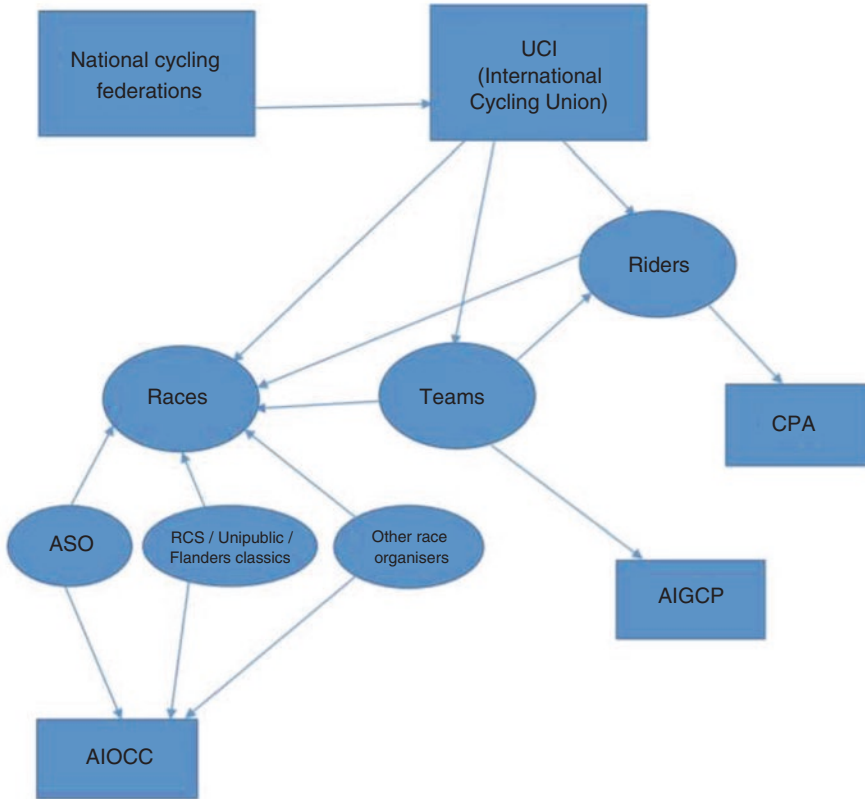 National cycling
federations
UCI
(International
Cycling Union)
Riders
Races
Teams
CPA
ASO
RCS / Unipublic /
Flanders classics
Other race
organisers
AIGCP
AIOCC